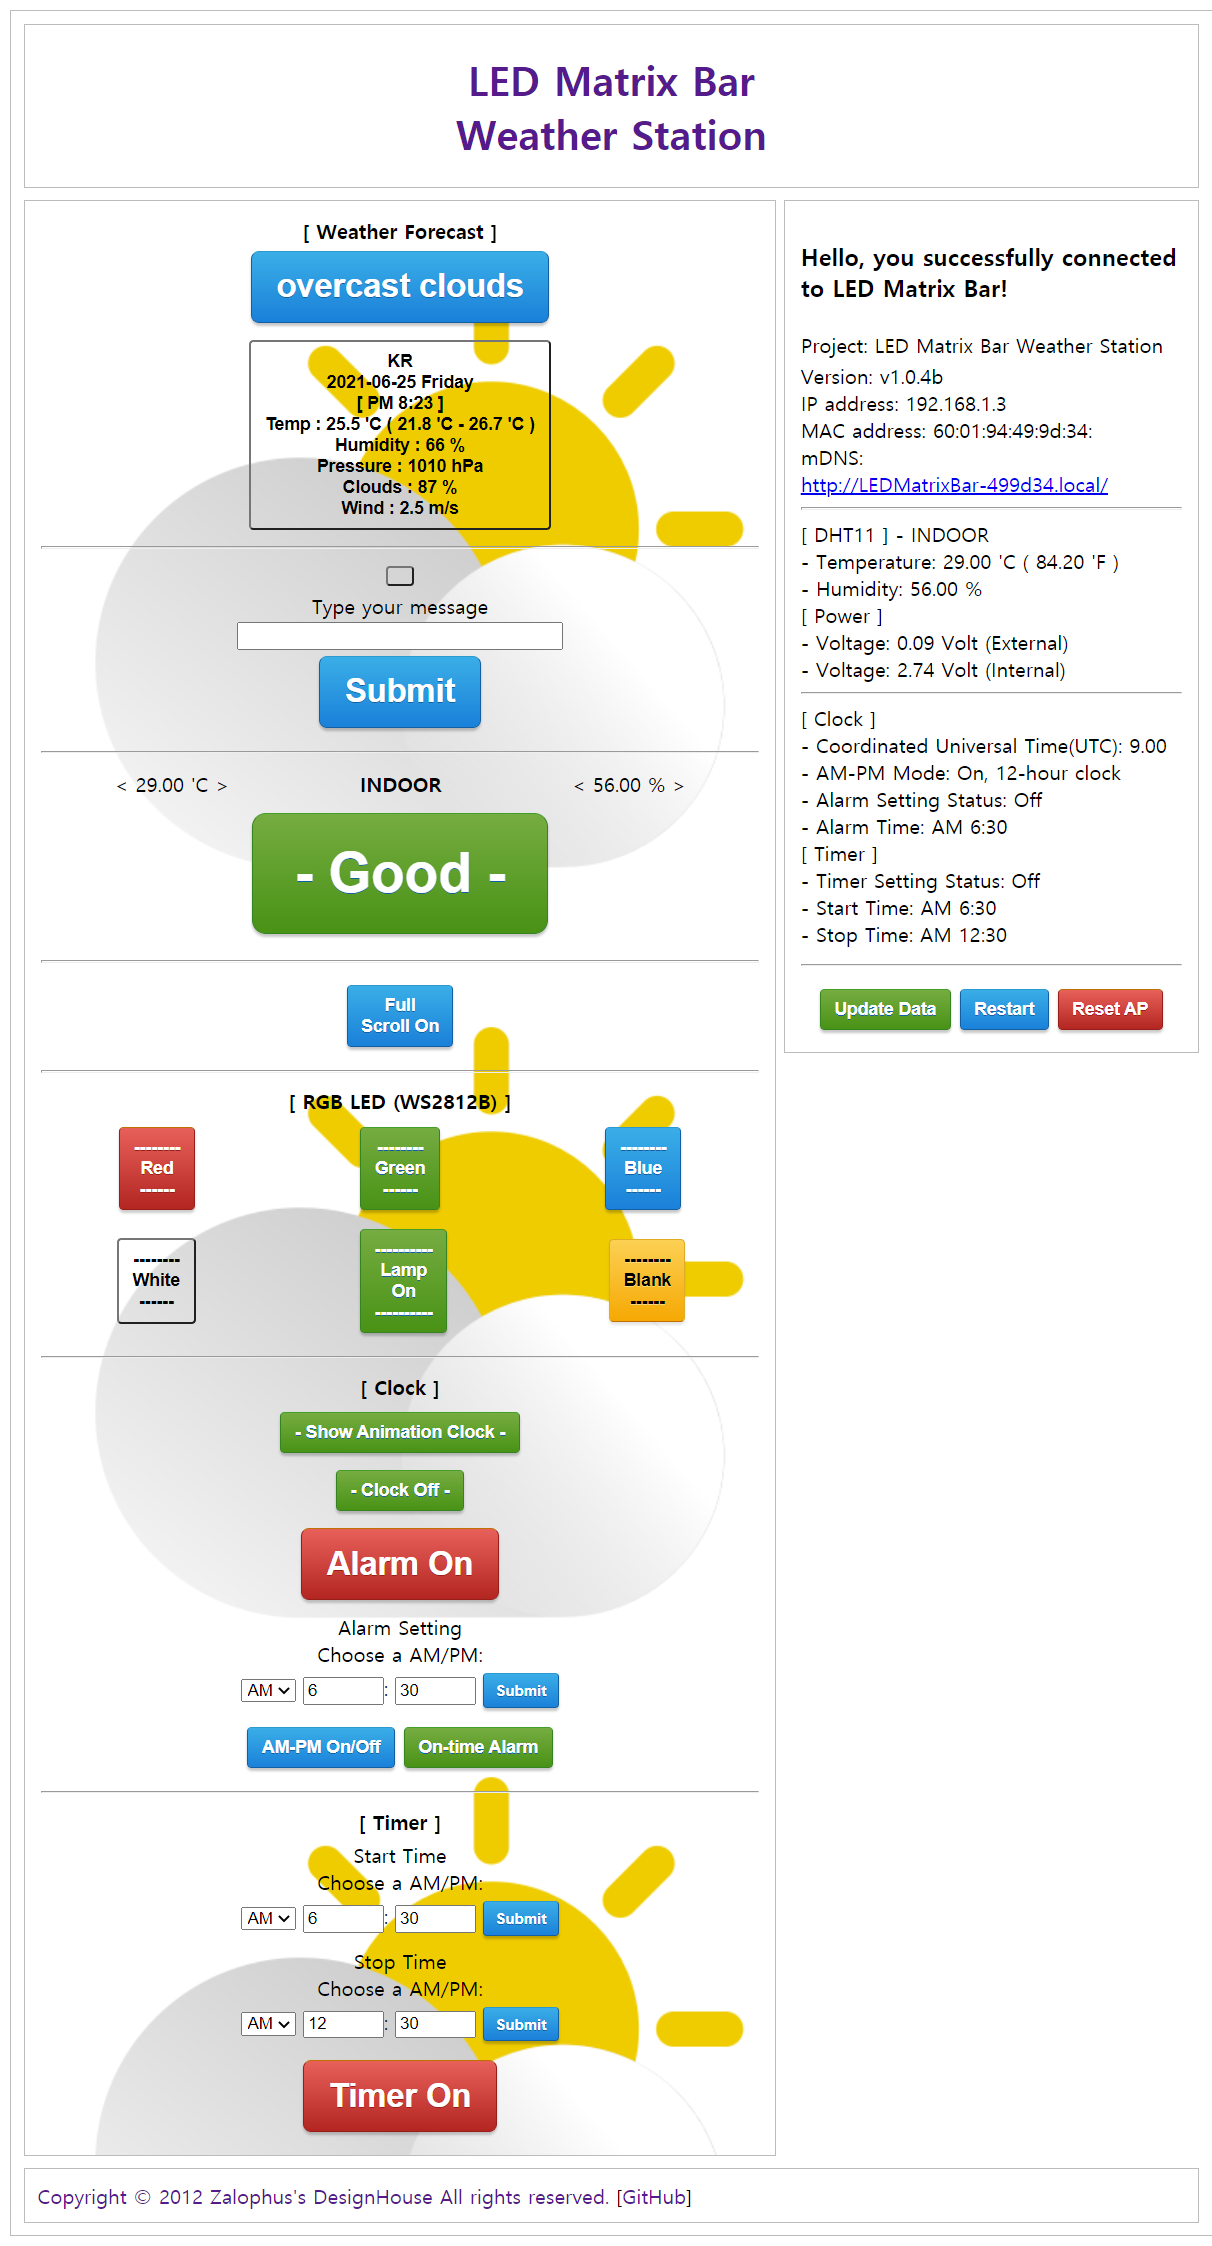 LED Matrix Bar
Weather Station
[ Weather Forecast ]
overcast clouds
KR
2021-06-25 Friday
[ PM 8:23 ]
Temp : 25.5 'C ( 21.8 'C - 26.7 'C )
Humidity : 66 %
Pressure : 1010 hPa
Clouds : 87 %
Wind : 2.5 m/s
Type your message
Submit
< 29.00 'C > INDOOR < 56.00 % >
- Good -
Full
Scroll On
[ RGB LED (WS2812B) ]
-------- -------- --------
Red Green Blue
------ ------ ------
-------- ---------- --------
White Lamp Blank
On
------ ---------- ------
[ Clock ]
- Show Animation Clock -
- Clock Off -
Alarm On
Alarm Setting
Choose a AM/PM:
AM 6 : 30 Submit
AM-PM On/Off On-time Alarm
[ Timer ]
Start Time
Choose a AM/PM:
AM 6 : 30 Submit
Stop Time
Choose a AM/PM:
AM 12 : 30 Submit
Timer On
Hello, you successfully connected
to LED Matrix Bar!
Project: LED Matrix Bar Weather Station
Version: v1.0.4b
IP address: 192.168.1.3
MAC address: 60:01:94:49:9d:34:
mDNS:
http://LEDMatrixBar-499d34.local/
[ DHT11 ] - INDOOR
- Temperature: 29.00 'C ( 84.20 'F )
- Humidity: 56.00 %
[ Power ]
- Voltage: 0.09 Volt (External)
- Voltage: 2.74 Volt (Internal)
[ Clock ]
- Coordinated Universal Time(UTC): 9.00
- AM-PM Mode: On, 12-hour clock
- Alarm Setting Status: Off
- Alarm Time: AM 6:30
[ Timer ]
- Timer Setting Status: Off
- Start Time: AM 6:30
- Stop Time: AM 12:30
Update Data Restart Reset AP
Copyright © 2012 Zalophus's DesignHouse All rights reserved. [GitHub]